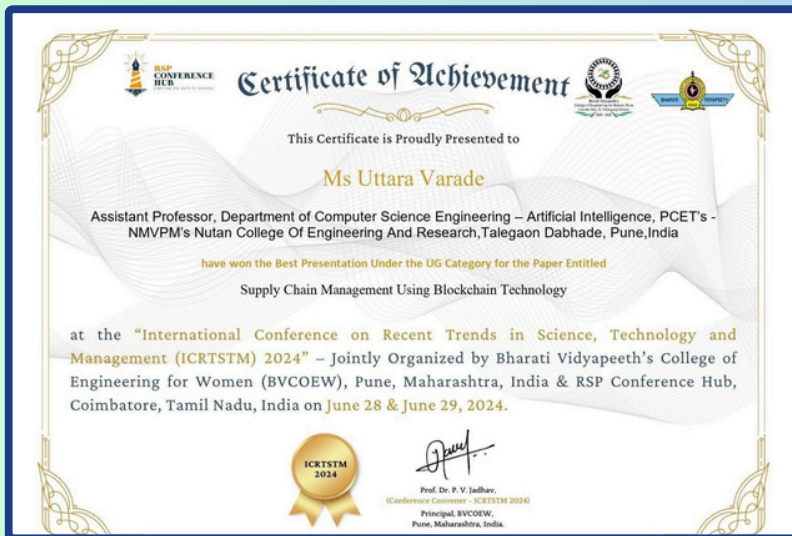 RSP
CONFERENCE
HUB
Certificate of Achievement
25
BHARATI VIDYAPEETH
This Certificate is Proudly Presented to
Ms Uttara Varade
Assistant Professor, Department of Computer Science Engineering – Artificial Intelligence, PCET's -
NMVPM's Nutan College Of Engineering And Research,Talegaon Dabhade, Pune,India
have won the Best Presentation Under the UG Category for the Paper Entitled
Supply Chain Management Using Blockchain Technology
at the “International Conference on Recent Trends in Science, Technology and
Management (ICRTSTM) 2024” – Jointly Organized by Bharati Vidyapeeth’s College of
Engineering for Women (BVCOEW), Pune, Maharashtra, India & RSP Conference Hub,
Coimbatore, Tamil Nadu, India on June 28 & June 29, 2024.
ICRTSTM
2024
Prof. Dr. P. V. Jadhav,
(Conference Convener - ICRTSTM 2024)
Principal, BVCOEW,
Pune, Maharashtra, India.